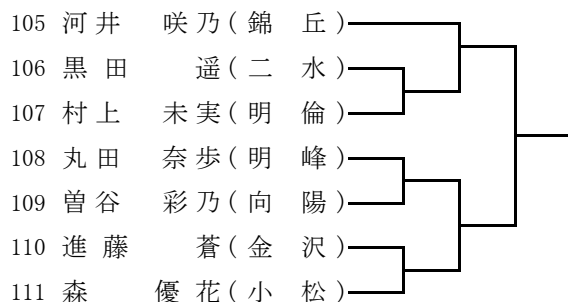 105 河井 咲乃(錦 丘)
106 黒田 遥(二 水)
107 村上 未実(明 倫)
108 丸田 奈歩(明 峰)
109 曽谷 彩乃(向 陽)
110 進藤 蒼(金 沢)
111 森 優花(小 松)